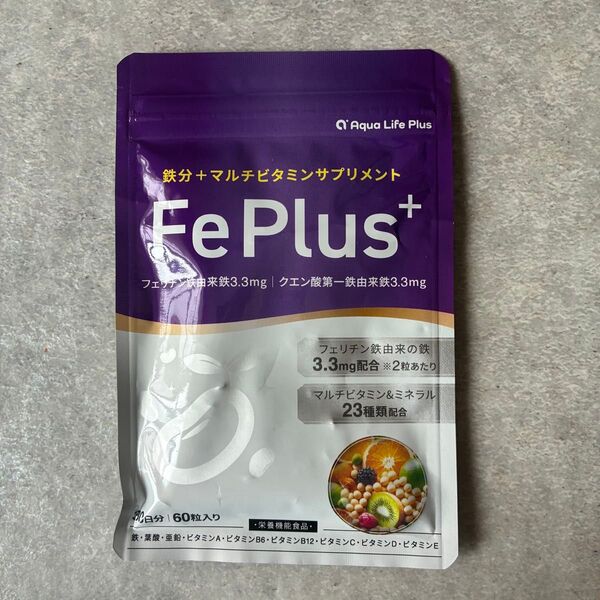 Aqua Life Plus
鉄分+マルチビタミンサプリメント
Fe Plus+
フェリチン鉄由来鉄3.3mg｜クエン酸第一鉄由来鉄3.3mg
フェリチン鉄由来の鉄
3.3mg配合 ※2粒あたり
マルチビタミン&ミネラル
23種類配合
30日分｜60粒入り
・栄養機能食品・
鉄・葉酸・亜鉛・ビタミンA・ビタミンB6・ビタミンB12・ビタミンC・ビタミンD・ビタミンE